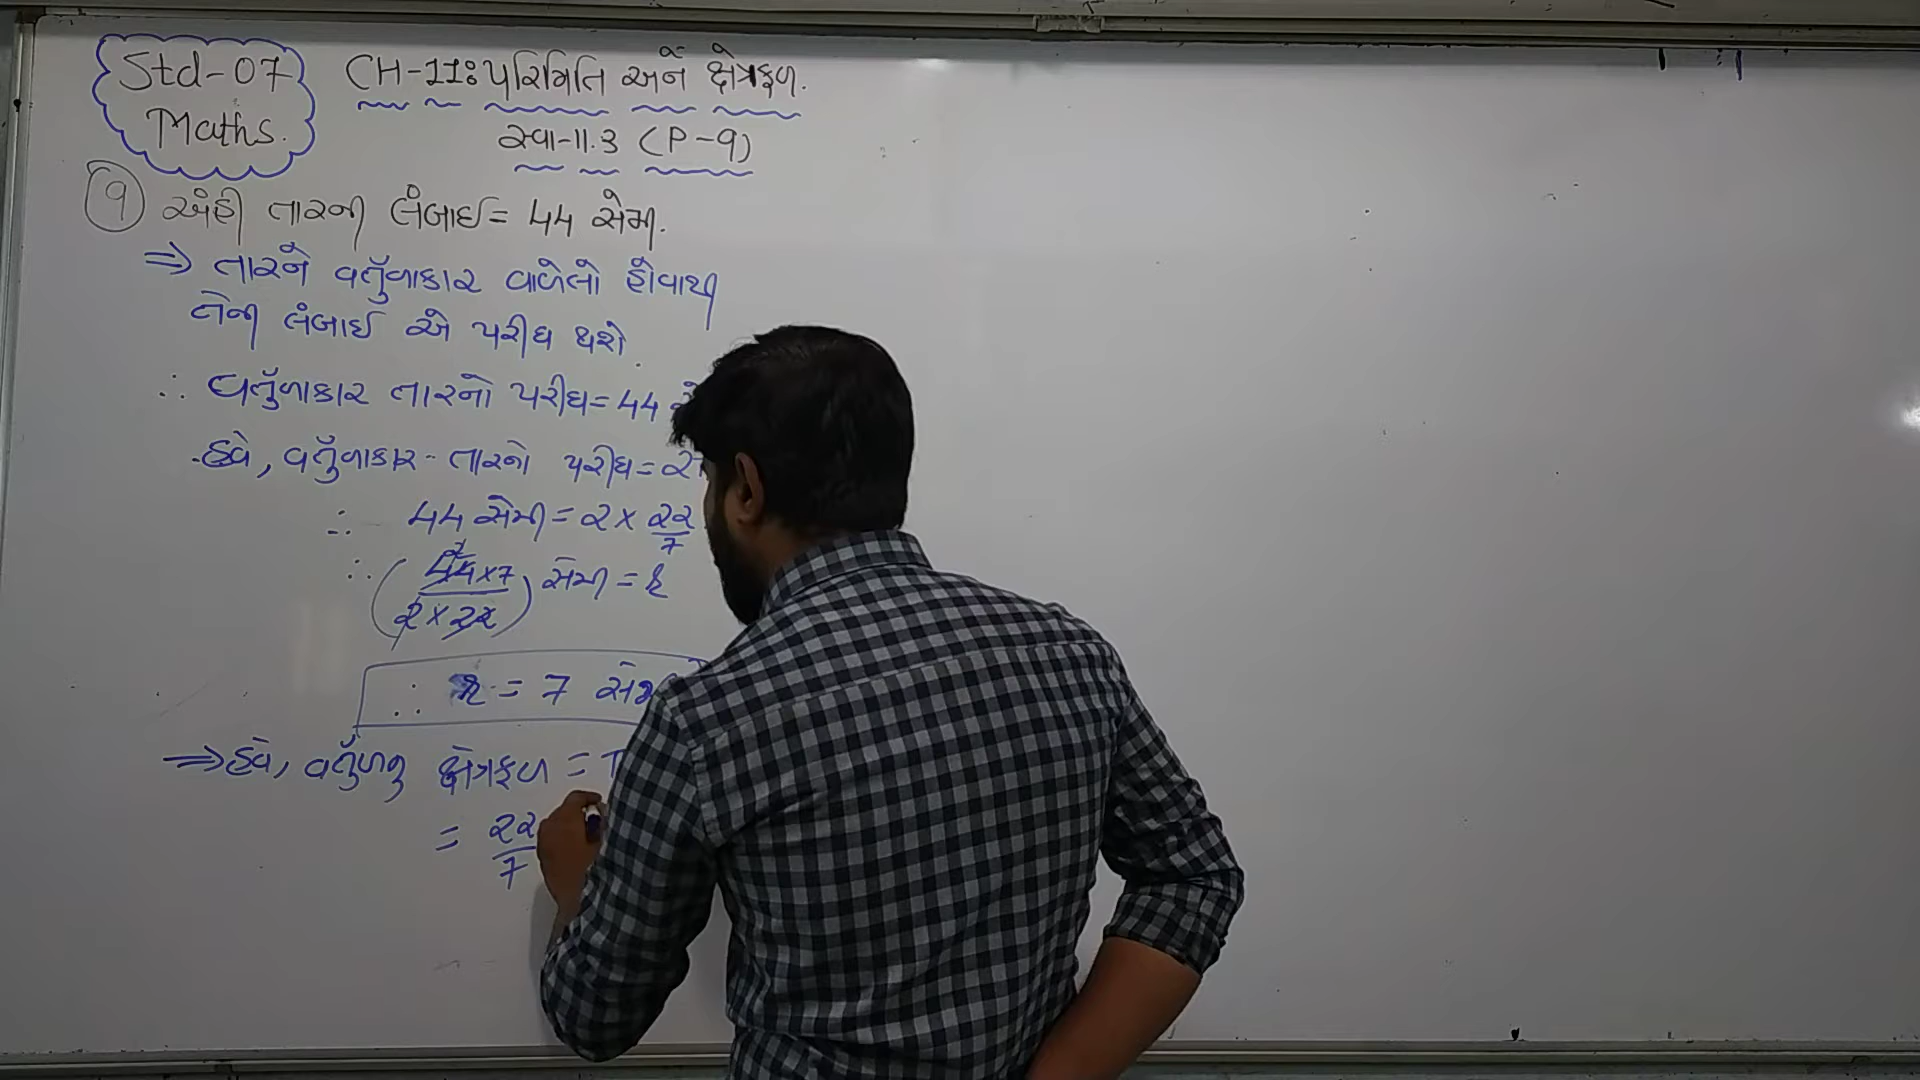 Std-07
Maths.
CH-11: પરિમિતિ અને ક્ષેત્રફળ.
સ્વા-11.3 (P-9)
9 અહી તારની લંબાઈ = 44 સેમી.
⇒ તારને વર્તુળાકાર વાળેલો હોવાથી
તેની લંબાઈ એ પરીઘ થશે.
∴ વર્તુળાકાર તારનો પરીઘ = 44
હવે, વર્તુળાકાર તારનો પરીઘ = 2
∴ 44 સેમી = 2 × 22/7
∴ (44×7 / 2×22) સેમી = r
∴ r = 7 સેમી
⇒ હવે, વર્તુળનુ ક્ષેત્રફળ =
= 22/7